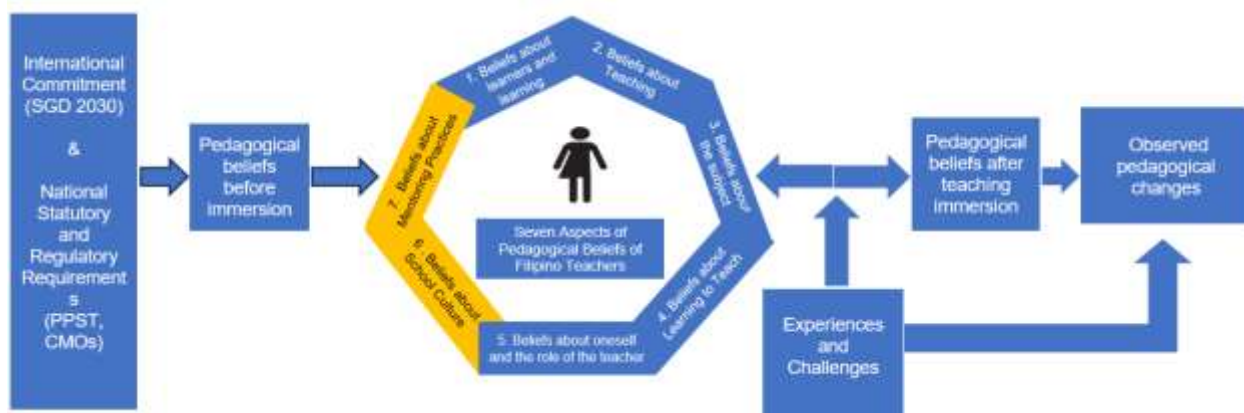 International
Commitment
(SGD 2030)
&
National
Statutory
and
Regulatory
Requirement
s
(PPST,
CMOs)
Pedagogical
beliefs
before
immersion
1. Beliefs about
learners and
learning
2. Beliefs about
Teaching
3. Beliefs about
the subject
4. Beliefs about
Learning to Teach
5. Beliefs about oneself
and the role of the teacher
6. Beliefs about
School Culture
7. Beliefs about
Mentoring Practices
Seven Aspects of
Pedagogical Beliefs of
Filipino Teachers
Experiences
and
Challenges
Pedagogical
beliefs after
teaching
immersion
Observed
pedagogical
changes